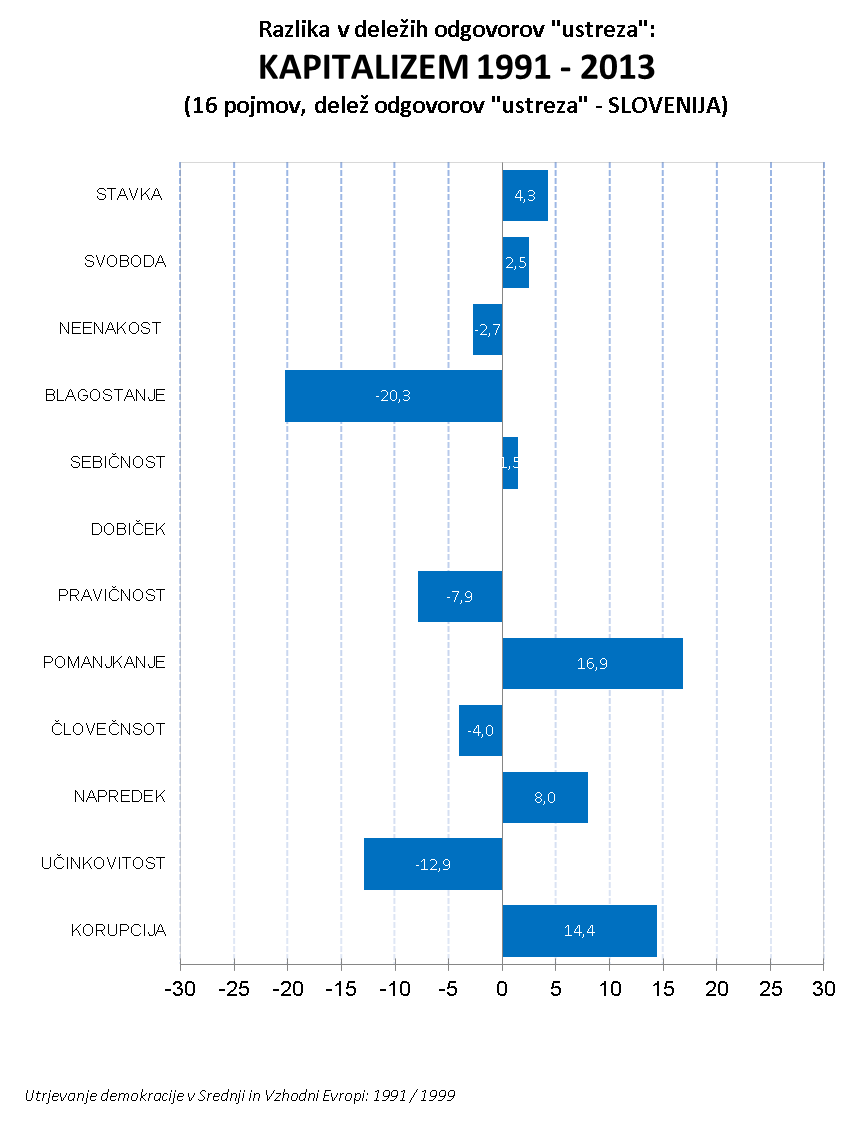 Razlika v deležih odgovorov "ustreza":
KAPITALIZEM 1991 - 2013
(16 pojmov, delež odgovorov "ustreza" - SLOVENIJA)
STAVKA 4,3
SVOBODA 2,5
NEENAKOST -2,7
BLAGOSTANJE -20,3
SEBIČNOST 1,5
DOBIČEK
PRAVIČNOST -7,9
POMANJKANJE 16,9
ČLOVEČNSOT -4,0
NAPREDEK 8,0
UČINKOVITOST -12,9
KORUPCIJA 14,4
-30 -25 -20 -15 -10 -5 0 5 10 15 20 25 30
Utrjevanje demokracije v Srednji in Vzhodni Evropi: 1991 / 1999